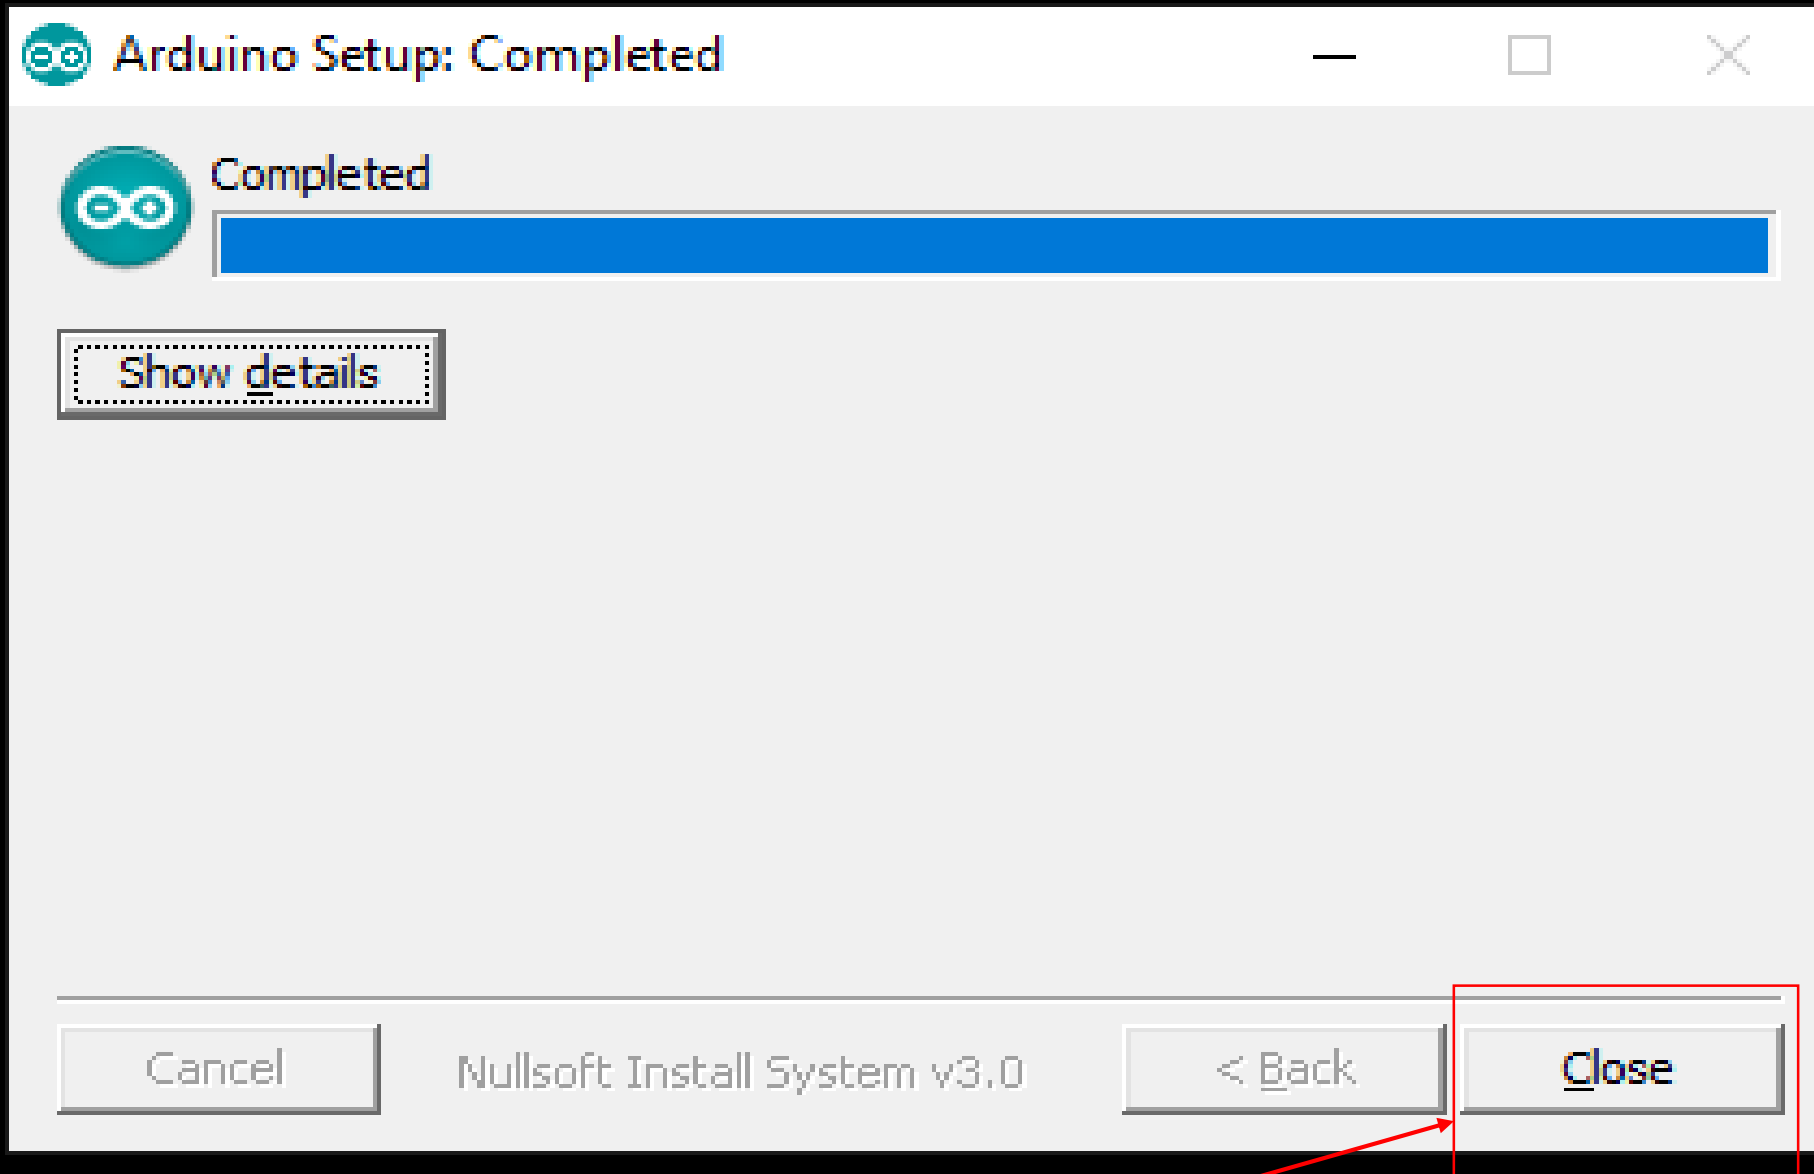 Arduino Setup: Completed
Completed
Show details
Cancel
Nullsoft Install System v3.0
< Back
Close